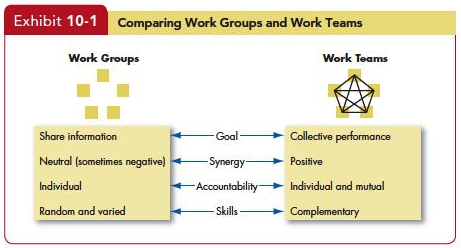 Exhibit 10-1 Comparing Work Groups and Work Teams
Work Groups Work Teams
Share information Goal Collective performance
Neutral (sometimes negative) Synergy Positive
Individual Accountability Individual and mutual
Random and varied Skills Complementary